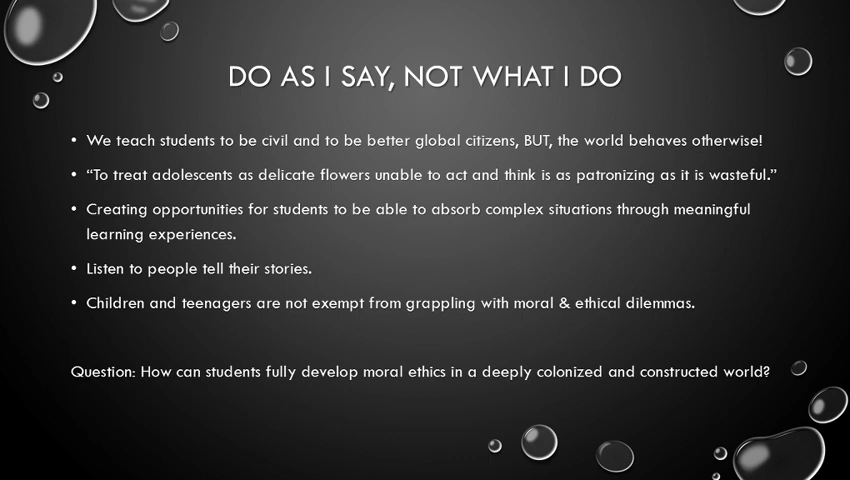 DO AS I SAY, NOT WHAT I DO
• We teach students to be civil and to be better global citizens, BUT, the world behaves otherwise!
• “To treat adolescents as delicate flowers unable to act and think is as patronizing as it is wasteful.”
• Creating opportunities for students to be able to absorb complex situations through meaningful
learning experiences.
• Listen to people tell their stories.
• Children and teenagers are not exempt from grappling with moral & ethical dilemmas.
Question: How can students fully develop moral ethics in a deeply colonized and constructed world?